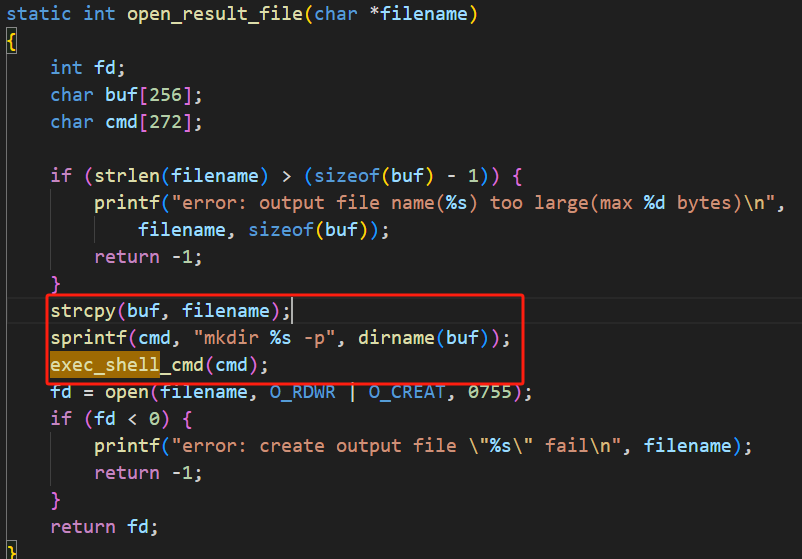 static int open_result_file(char *filename)
{
    int fd;
    char buf[256];
    char cmd[272];

    if (strlen(filename) > (sizeof(buf) - 1)) {
        printf("error: output file name(%s) too large(max %d bytes)\n",
            filename, sizeof(buf));
        return -1;
    }
    strcpy(buf, filename);
    sprintf(cmd, "mkdir %s -p", dirname(buf));
    exec_shell_cmd(cmd);
    fd = open(filename, O_RDWR | O_CREAT, 0755);
    if (fd < 0) {
        printf("error: create output file \"%s\" fail\n", filename);
        return -1;
    }
    return fd;
}